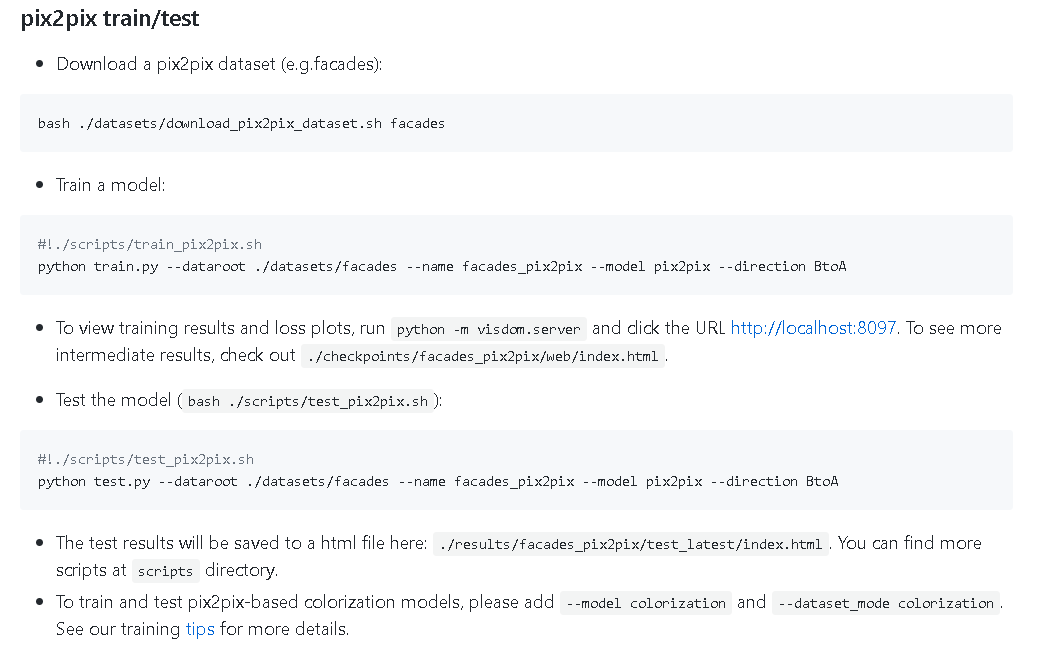 pix2pix train/test
• Download a pix2pix dataset (e.g.facades):
bash ./datasets/download_pix2pix_dataset.sh facades
• Train a model:
#!./scripts/train_pix2pix.sh
python train.py --dataroot ./datasets/facades --name facades_pix2pix --model pix2pix --direction BtoA
• To view training results and loss plots, run python -m visdom.server and click the URL http://localhost:8097. To see more
intermediate results, check out ./checkpoints/facades_pix2pix/web/index.html.
• Test the model (bash ./scripts/test_pix2pix.sh):
#!./scripts/test_pix2pix.sh
python test.py --dataroot ./datasets/facades --name facades_pix2pix --model pix2pix --direction BtoA
• The test results will be saved to a html file here: ./results/facades_pix2pix/test_latest/index.html. You can find more
scripts at scripts directory.
• To train and test pix2pix-based colorization models, please add --model colorization and --dataset_mode colorization.
See our training tips for more details.